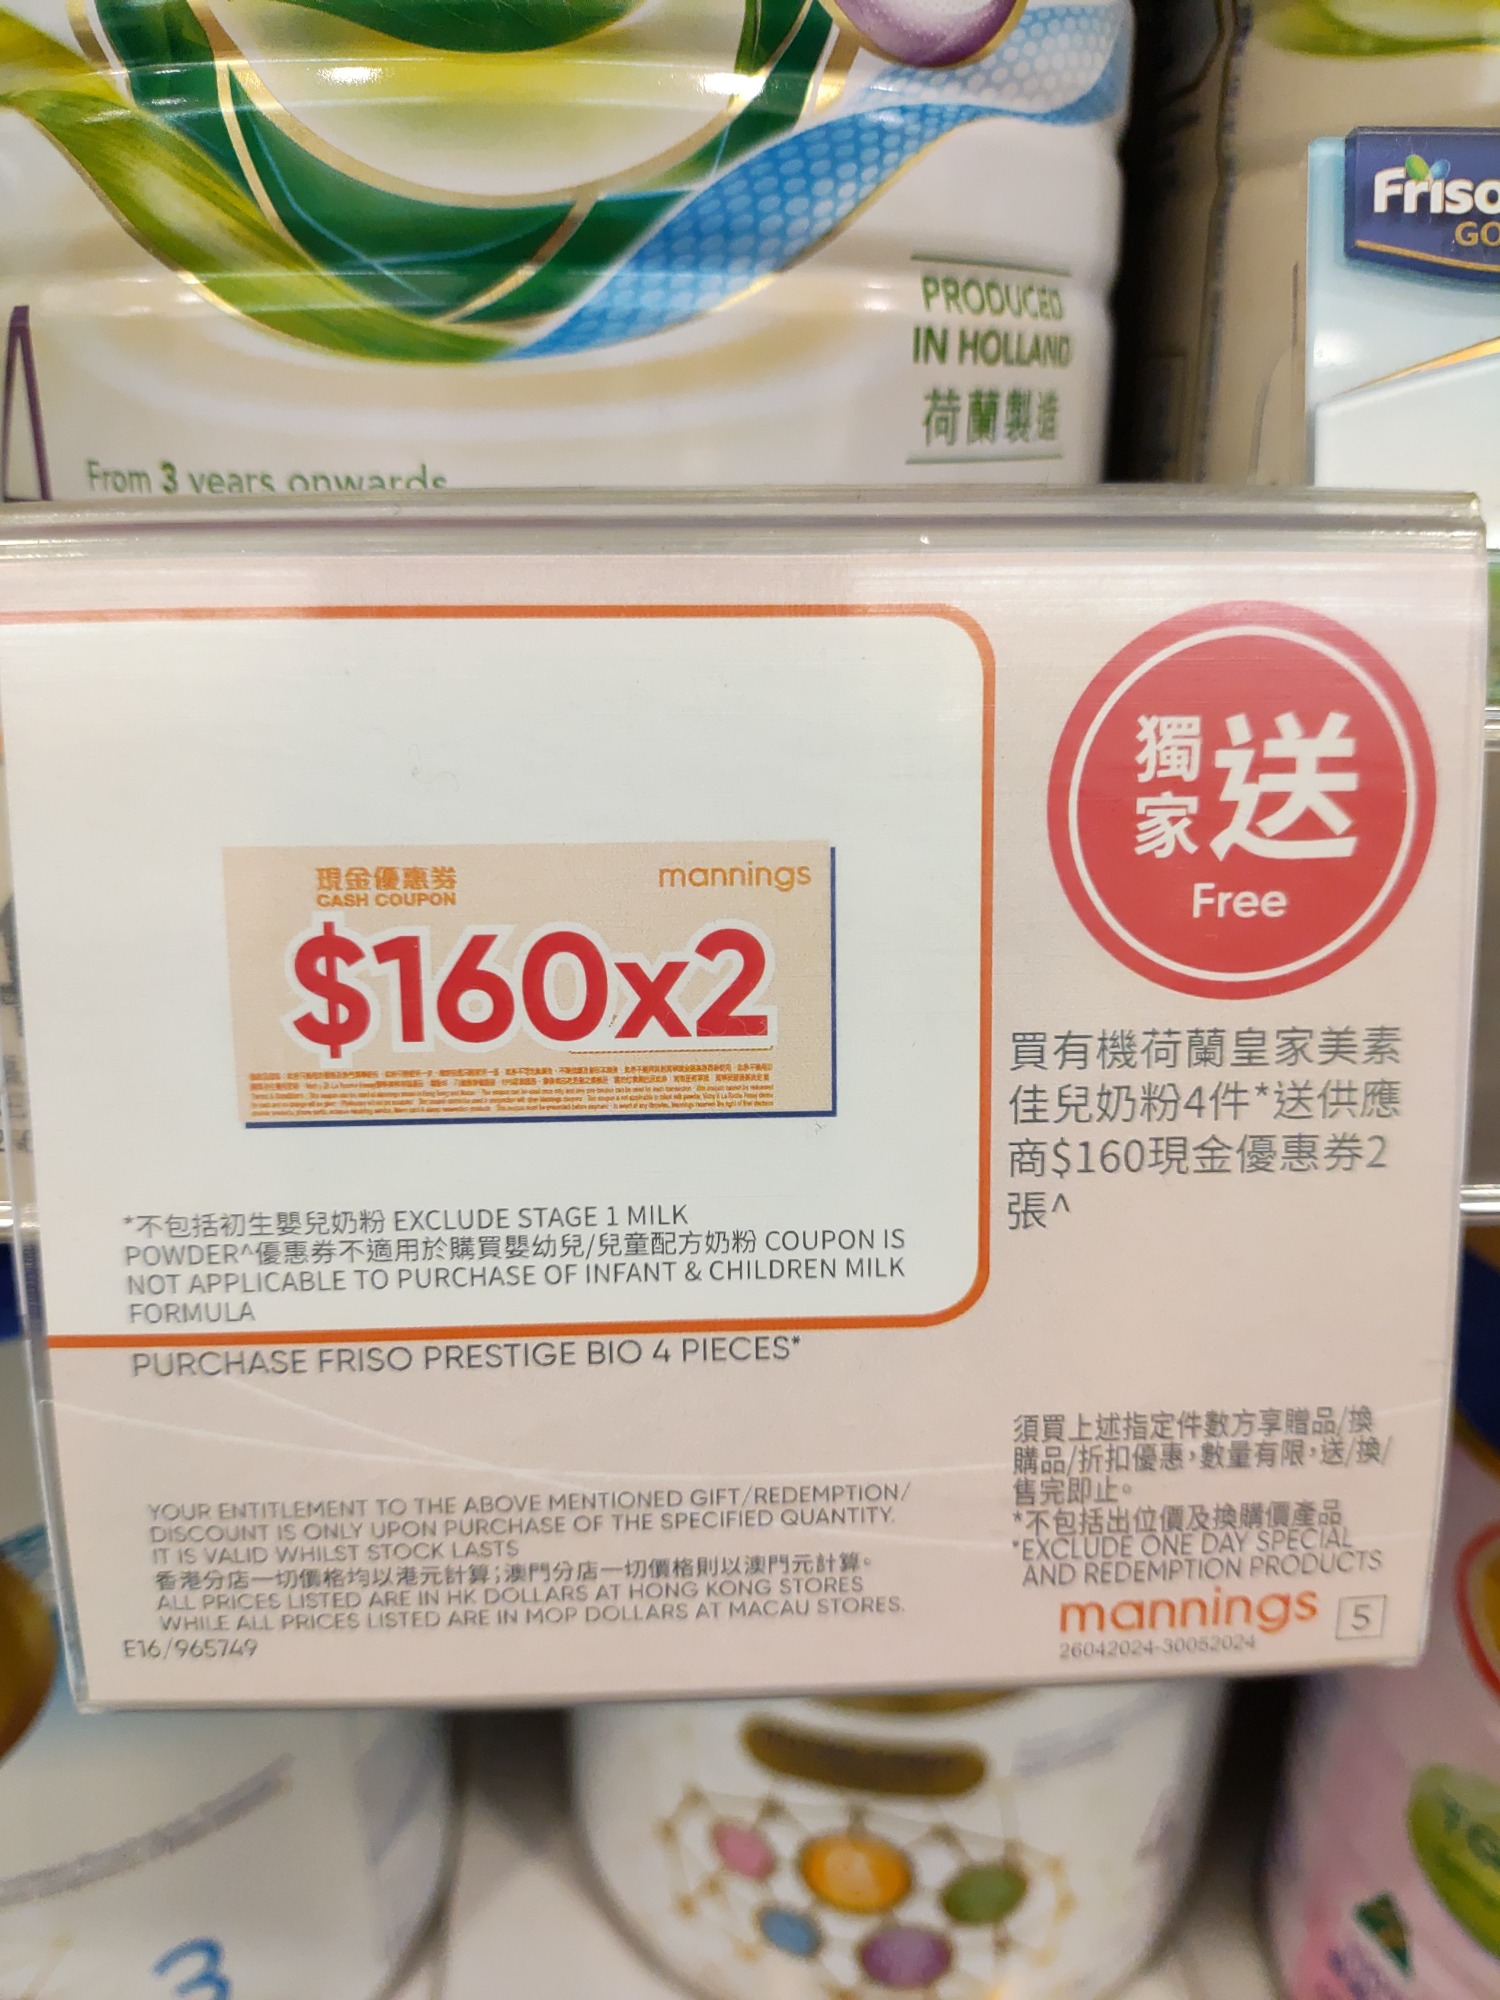 PRODUCED
IN HOLLAND
荷蘭製造
From 3 years onwards
Friso
獨家送
Free
現金優惠券
CASH COUPON
mannings
$160x2
買有機荷蘭皇家美素
佳兒奶粉4件*送供應
商$160現金優惠券2
張^
*不包括初生嬰兒奶粉 EXCLUDE STAGE 1 MILK
POWDER^優惠券不適用於購買嬰幼兒/兒童配方奶粉 COUPON IS
NOT APPLICABLE TO PURCHASE OF INFANT & CHILDREN MILK
FORMULA
PURCHASE FRISO PRESTIGE BIO 4 PIECES*
YOUR ENTITLEMENT TO THE ABOVE MENTIONED GIFT/REDEMPTION/
DISCOUNT IS ONLY UPON PURCHASE OF THE SPECIFIED QUANTITY.
IT IS VALID WHILST STOCK LASTS
香港分店一切價格均以港元計算;澳門分店一切價格則以澳門元計算。
ALL PRICES LISTED ARE IN HK DOLLARS AT HONG KONG STORES
WHILE ALL PRICES LISTED ARE IN MOP DOLLARS AT MACAU STORES.
E16/965749
須買上述指定件數方享贈品/換
購品/折扣優惠,數量有限,送/換/
售完即止。
*不包括出位價及換購價產品
*EXCLUDE ONE DAY SPECIAL
AND REDEMPTION PRODUCTS
mannings 5
26042024-30052024
3